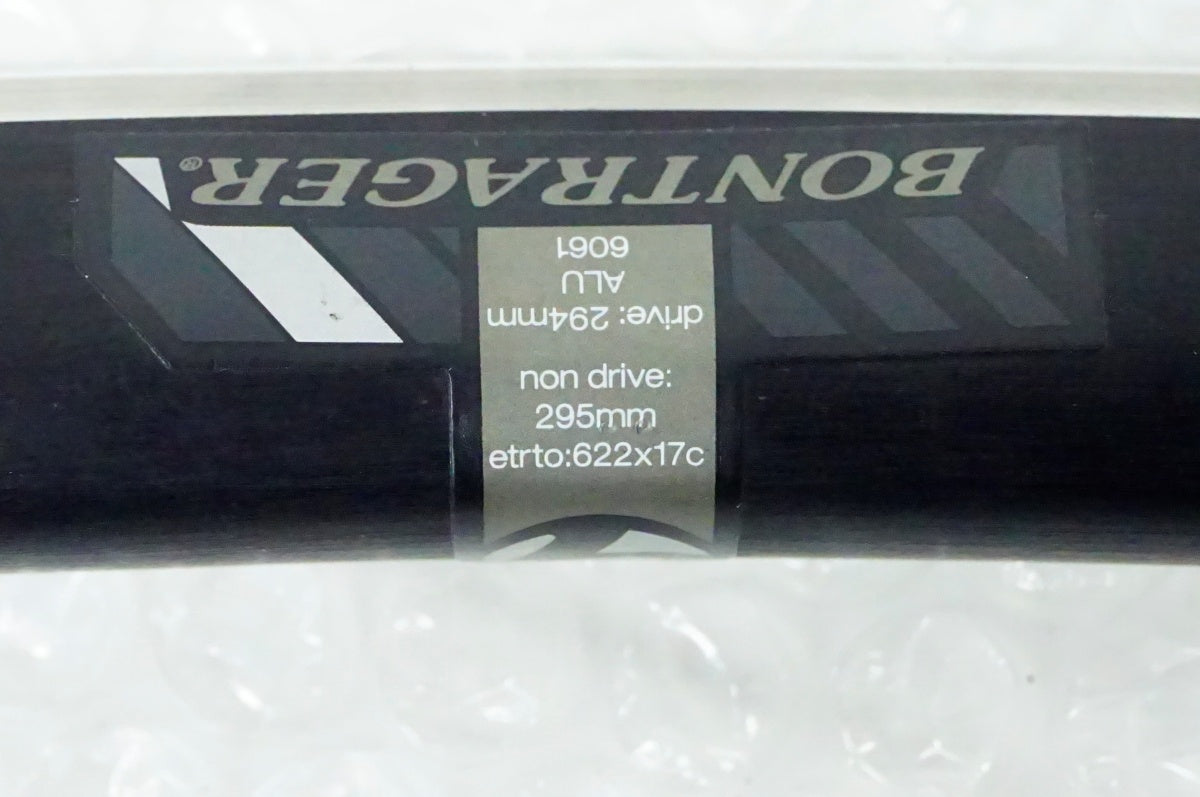 BONTRAGER®
6061
ALU
drive: 294mm
non drive:
295mm
etrto:622x17c